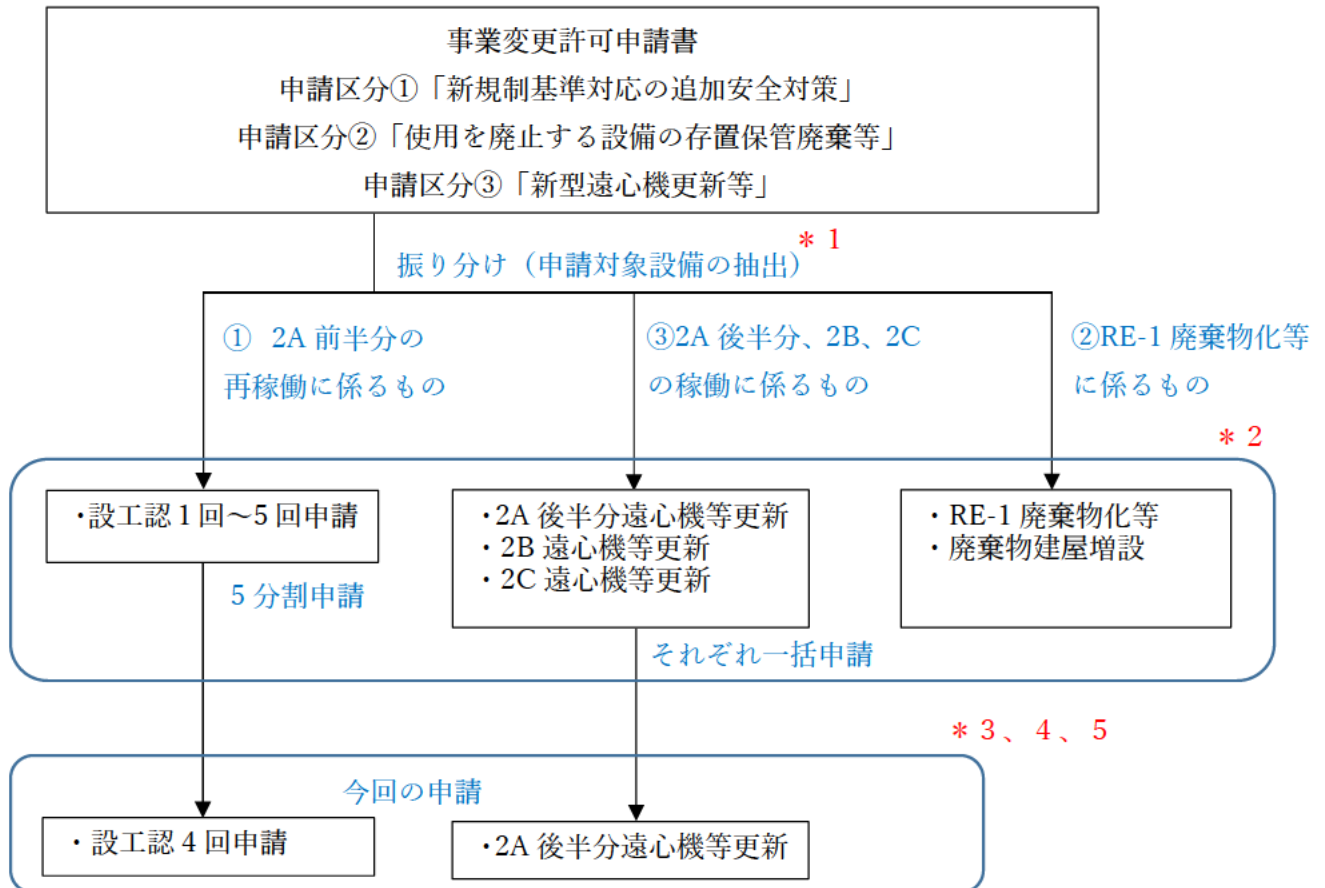 事業変更許可申請書
申請区分①「新規制基準対応の追加安全対策」
申請区分②「使用を廃止する設備の存置保管廃棄等」
申請区分③「新型遠心機更新等」
振り分け（申請対象設備の抽出）
＊１
① 2A 前半分の
再稼働に係るもの
③2A 後半分、2B、2C
の稼働に係るもの
②RE-1 廃棄物化等
に係るもの
＊２
・設工認 1 回～5 回申請
・2A 後半分遠心機等更新
・2B 遠心機等更新
・2C 遠心機等更新
・RE-1 廃棄物化等
・廃棄物建屋増設
5 分割申請
それぞれ一括申請
＊３、４、５
今回の申請
・設工認 4 回申請
・2A 後半分遠心機等更新